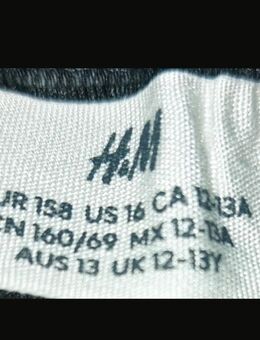 H&M
UR 158 US 16 CA 12-13A
CN 160/69 MX 12-13A
AUS 13 UK 12-13Y